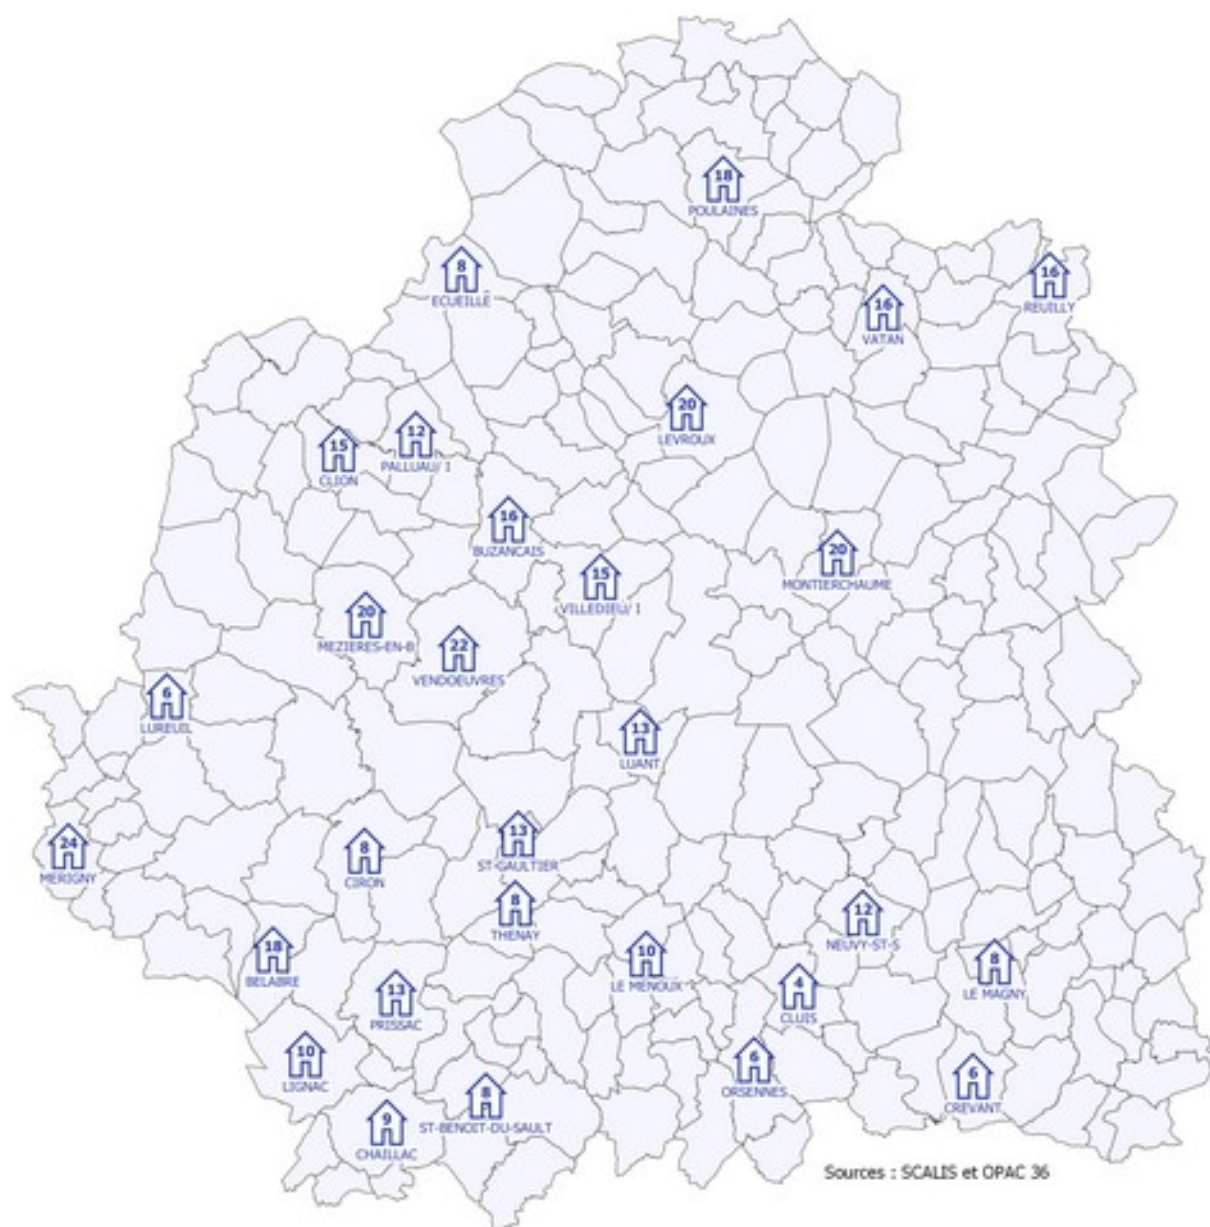 18
POULAINES
8
ECUEILLE
16
REUILLY
16
VATAN
20
LEVROUX
12
PALLUAU/ I
15
CLION
16
BUZANCAIS
20
MONTIERCHAUME
15
VILLEDIEU/ I
20
MEZIERES-EN-B
22
VENDOEUVRES
6
LUREUIL
13
LUANT
24
MERIGNY
13
ST-GAULTIER
8
CIRON
8
THENAY
12
NEUVY-ST-S
18
BELABRE
10
LE MENOUX
8
LE MAGNY
13
PRISSAC
4
CLUIS
10
LIGNAC
6
ORSENNES
6
CREVANT
8
ST-BENOIT-DU-SAULT
9
CHAILLAC
Sources : SCALIS et OPAC 36